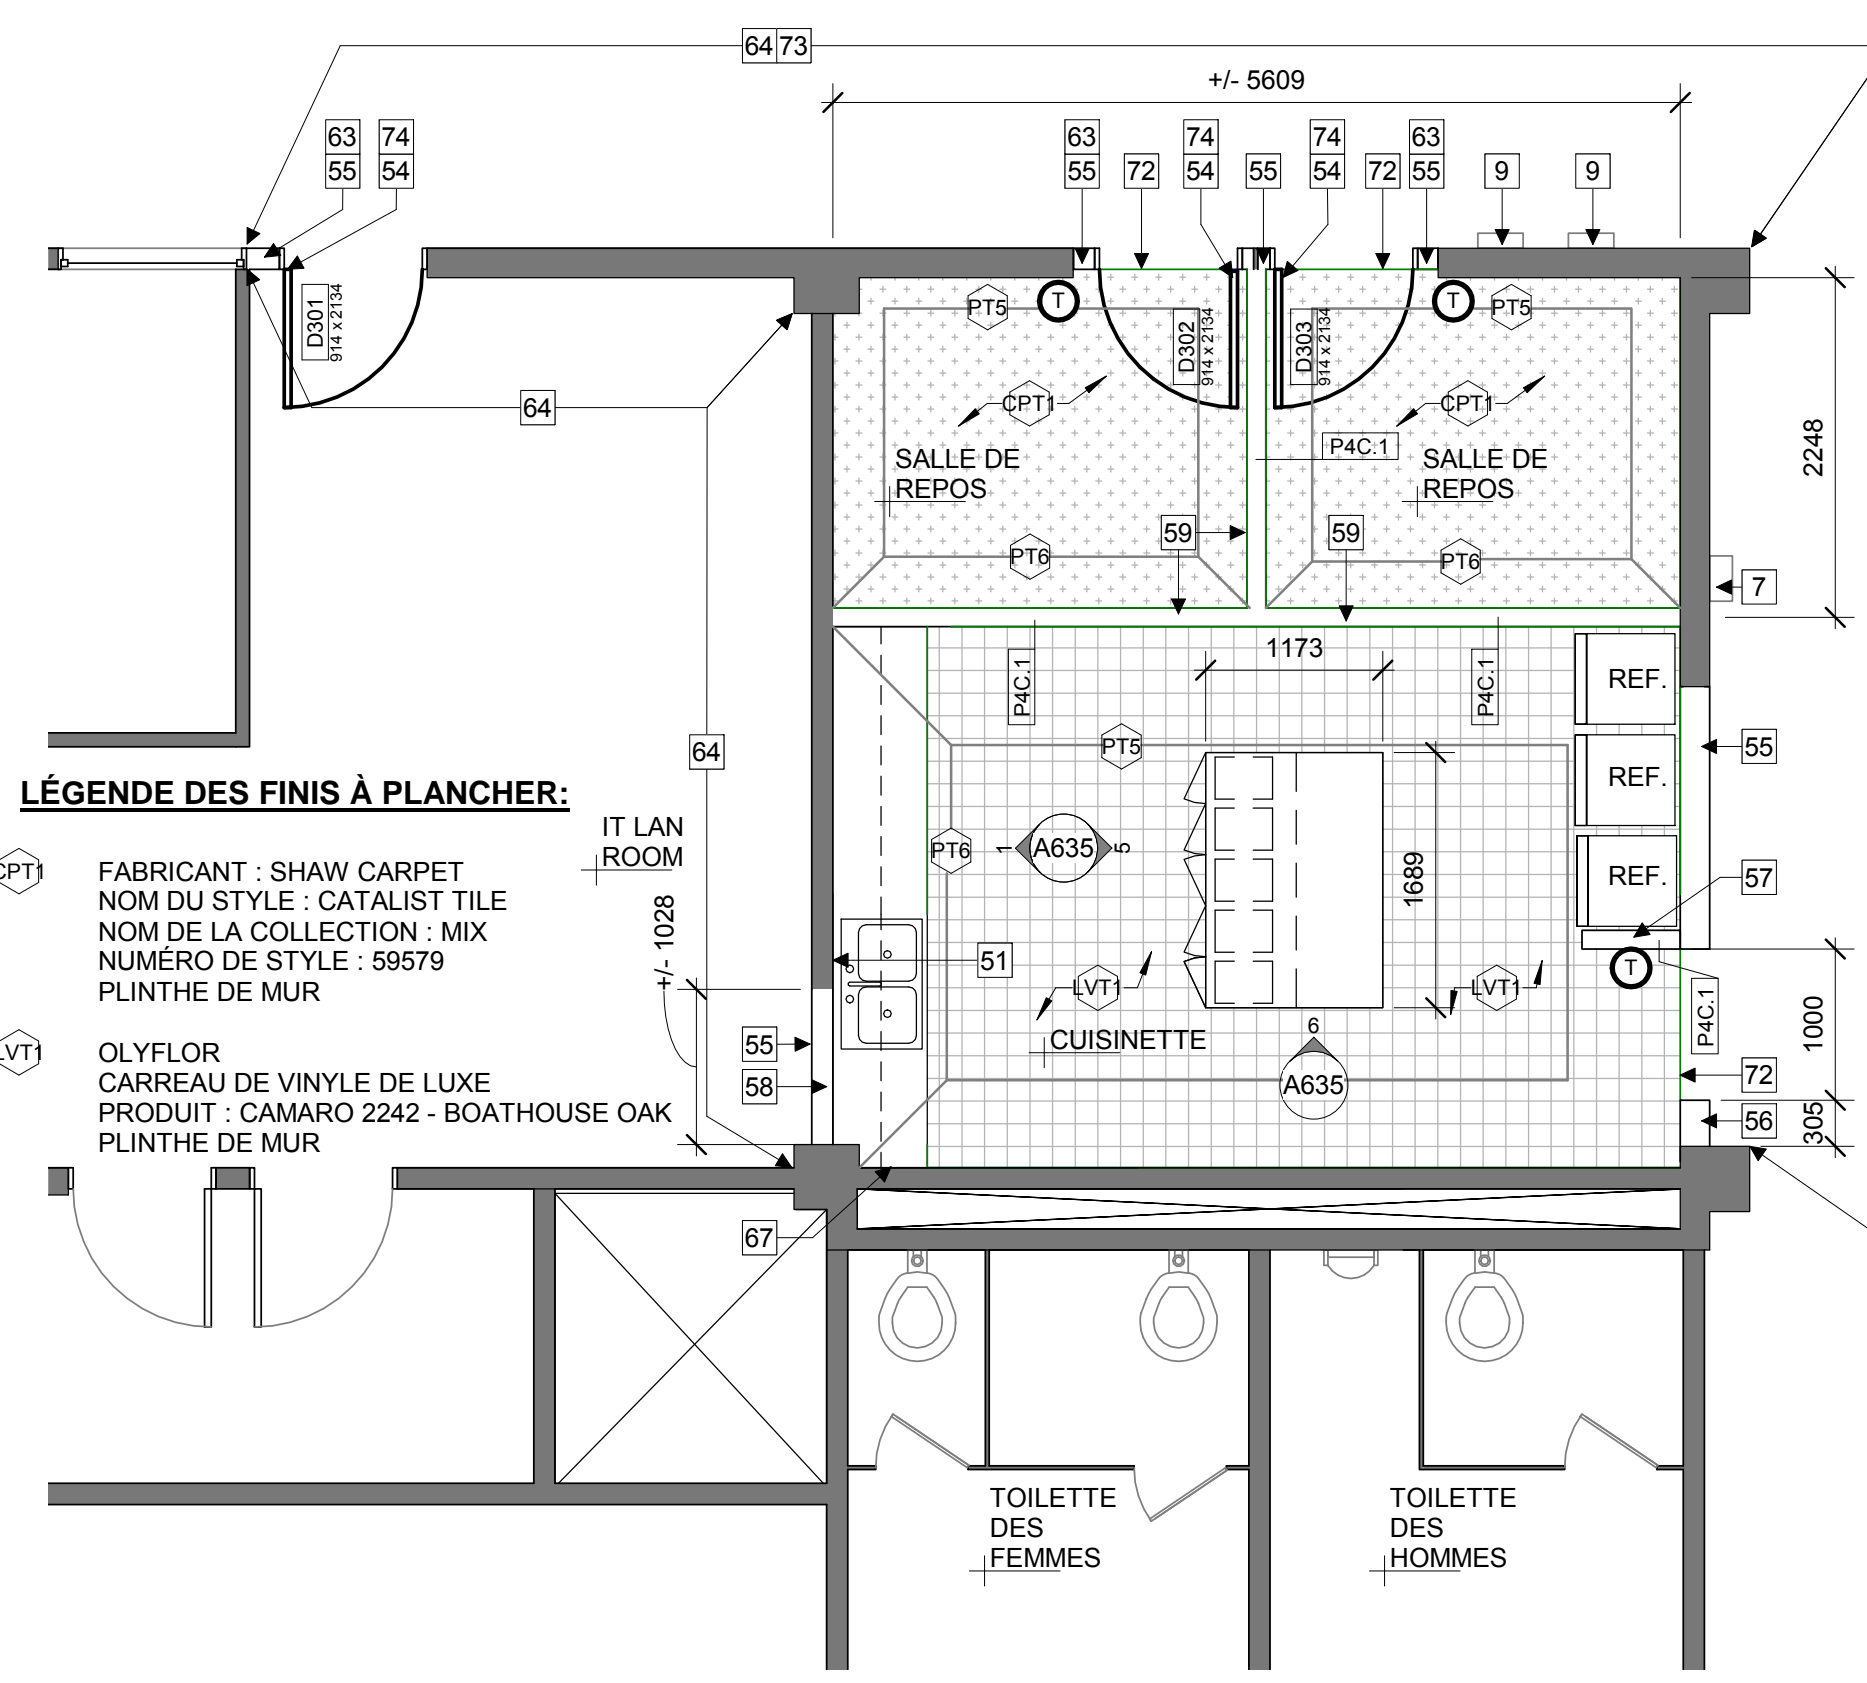 64 73
+/- 5609
63
55
74
54
63
55
72
74
54
55
74
54
72
63
55
9
9
D301
914 x 2134
PT5
T
D302
914 x 2134
D303
914 x 2134
T
PT5
64
CPT1
CPT1
P4C.1
SALLE DE
REPOS
SALLE DE
REPOS
2248
59
59
PT6
PT6
7
1173
P4C.1
P4C.1
REF.
64
PT5
55
REF.
LÉGENDE DES FINIS À PLANCHER:
IT LAN
ROOM
PT6
1
A635
5
1689
REF.
57
CPT1
FABRICANT : SHAW CARPET
NOM DU STYLE : CATALIST TILE
NOM DE LA COLLECTION : MIX
NUMÉRO DE STYLE : 59579
PLINTHE DE MUR
+/- 1028
51
T
LVT1
LVT1
P4C.1
1000
LVT1
OLYFLOR
CARREAU DE VINYLE DE LUXE
PRODUIT : CAMARO 2242 - BOATHOUSE OAK
PLINTHE DE MUR
55
58
CUISINETTE
6
A635
72
56
305
67
TOILETTE
DES
FEMMES
TOILETTE
DES
HOMMES